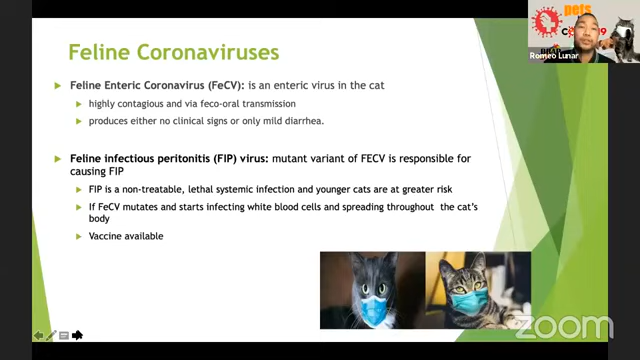 Feline Coronaviruses
Feline Enteric Coronavirus (FeCV): is an enteric virus in the cat
highly contagious and via feco-oral transmission
produces either no clinical signs or only mild diarrhea.
Feline infectious peritonitis (FIP) virus: mutant variant of FECV is responsible for
causing FIP
FIP is a non-treatable, lethal systemic infection and younger cats are at greater risk
If FeCV mutates and starts infecting white blood cells and spreading throughout the cat's
body
Vaccine available
pets
Romeo Lunar
zoom